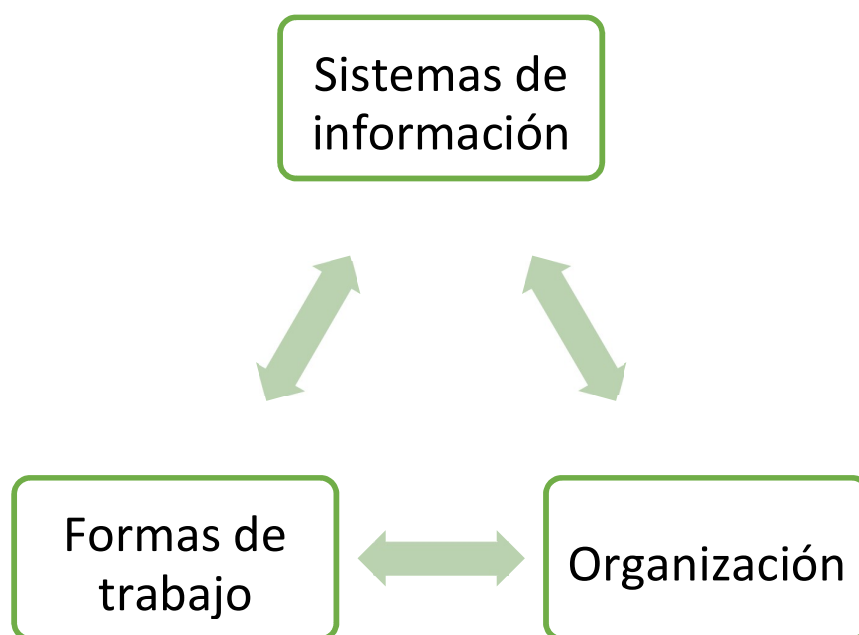 Sistemas de
información
Formas de
trabajo
Organización